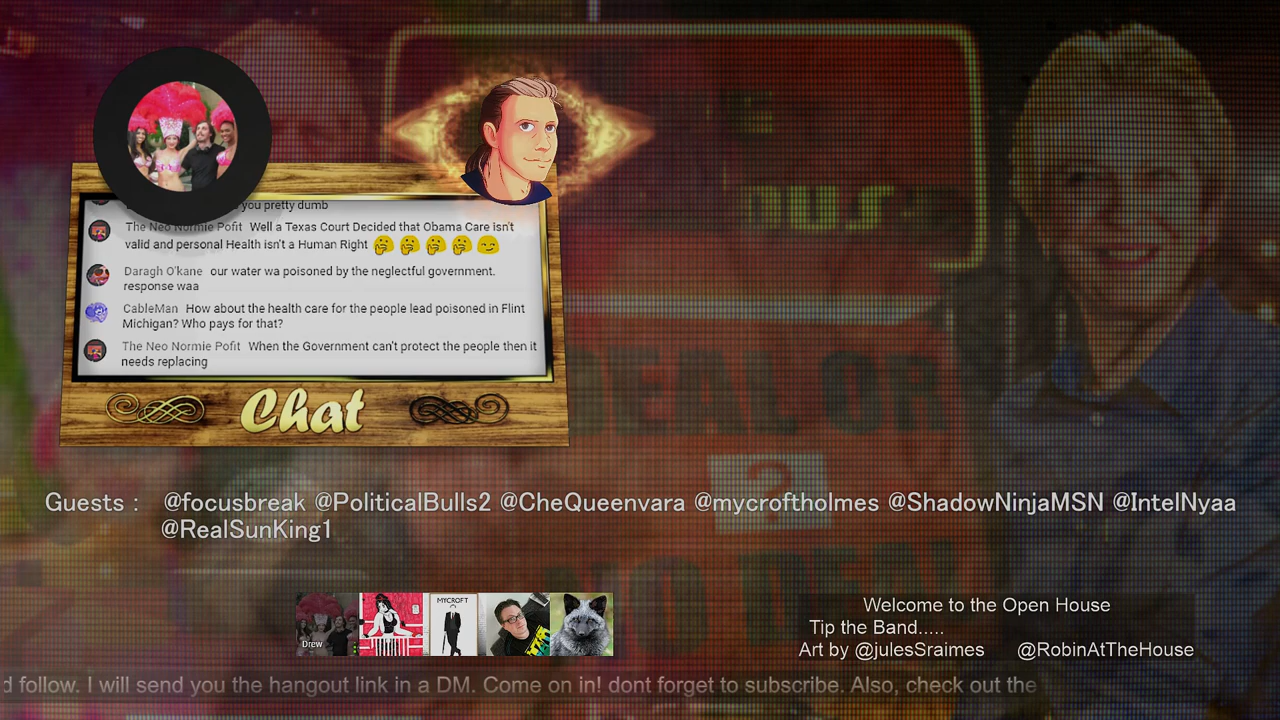 you pretty dumb
The Neo Normie Pofit Well a Texas Court Decided that Obama Care isn't
valid and personal Health isn't a Human Right
Daragh O'kane our water wa poisoned by the neglectful government.
response waa
CableMan How about the health care for the people lead poisoned in Flint
Michigan? Who pays for that?
The Neo Normie Pofit When the Government can't protect the people then it
needs replacing
Chat
DEAL OR
?
NO DEAL
Guests : @focusbreak @PoliticalBulls2 @CheQueenvara @mycroftholmes @ShadowNinjaMSN @IntelNyaa
@RealSunKing1
MYCROFT
Drew
Welcome to the Open House
Tip the Band.....
Art by @julesSraimes @RobinAtTheHouse
d follow. I will send you the hangout link in a DM. Come on in! dont forget to subscribe. Also, check out the